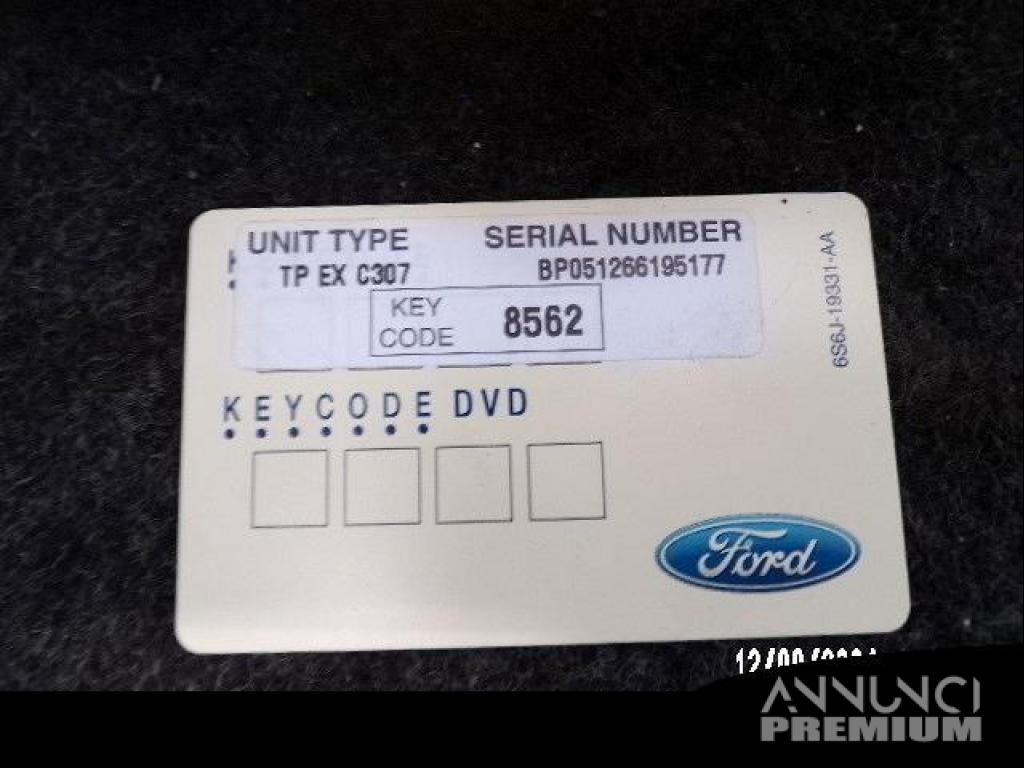 UNIT TYPE SERIAL NUMBER
TP EX C307 BP051266195177
KEY
CODE 8562
KEYCODE DVD
Ford
6S6J-19331-AA
ANNUNCI
PREMIUM